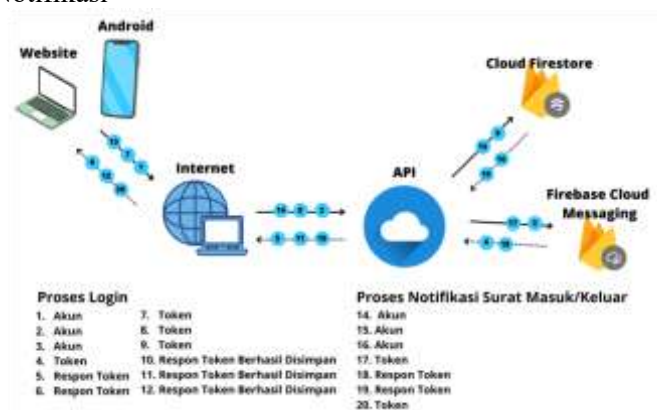 Notifikasi
Android
Website
Cloud Firestore
Internet
API
Firebase Cloud
Messaging
Proses Login
1. Akun
2. Akun
3. Akun
4. Token
5. Respon Token
6. Respon Token
7. Token
8. Token
9. Token
10. Respon Token Berhasil Disimpan
11. Respon Token Berhasil Disimpan
12. Respon Token Berhasil Disimpan
Proses Notifikasi Surat Masuk/Keluar
14. Akun
15. Akun
16. Akun
17. Token
18. Respon Token
19. Respon Token
20. Token